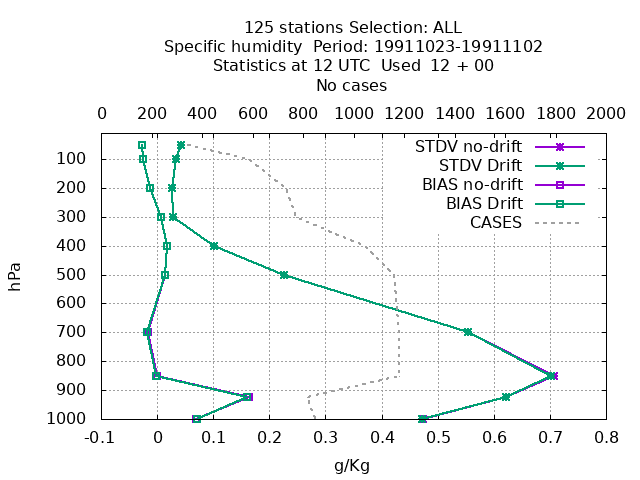 125 stations Selection: ALL
Specific humidity  Period: 19911023-19911102
Statistics at 12 UTC  Used  12 + 00
No cases
0 200 400 600 800 1000 1200 1400 1600 1800 2000
STDV no-drift
STDV Drift
BIAS no-drift
BIAS Drift
CASES
hPa
100
200
300
400
500
600
700
800
900
1000
-0.1 0 0.1 0.2 0.3 0.4 0.5 0.6 0.7 0.8
g/Kg